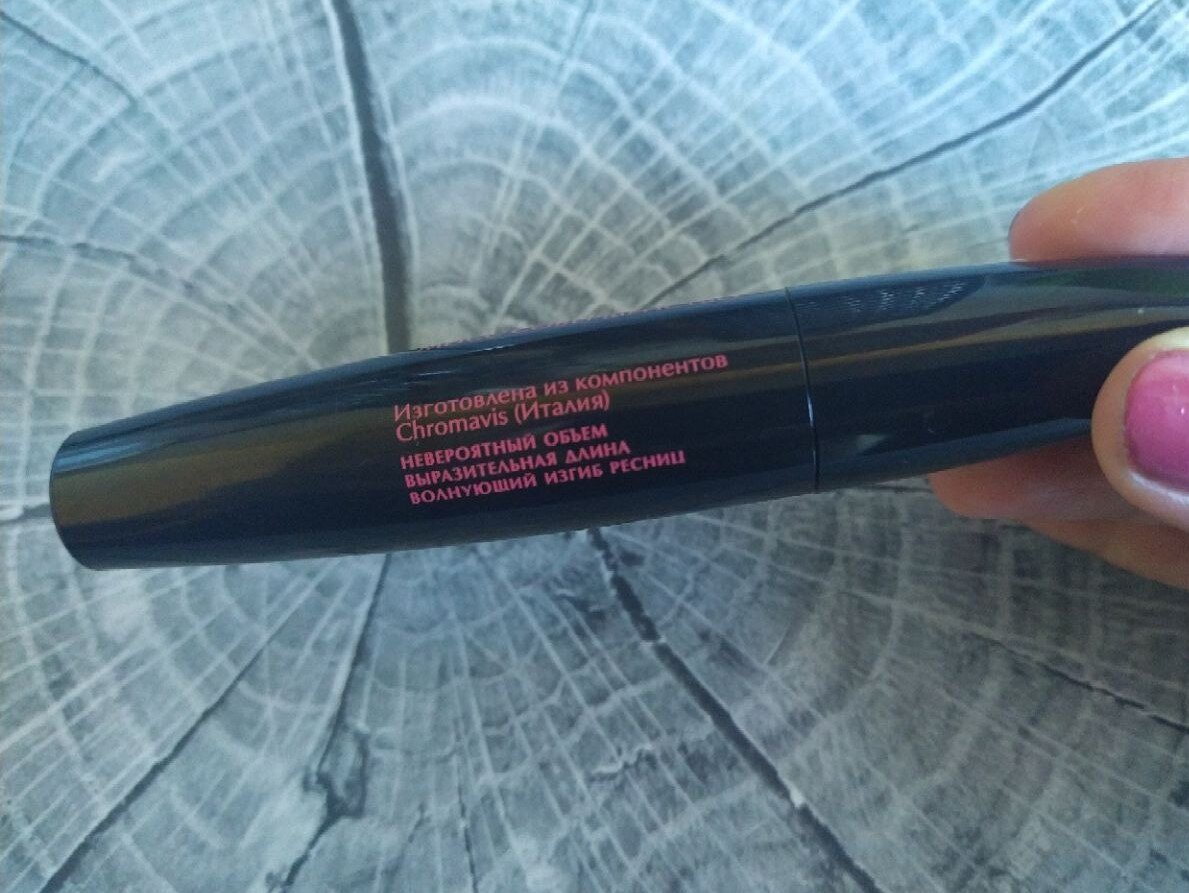 Изготовлена из компонентов
Chromavis (Италия)
НЕВЕРОЯТНЫЙ ОБЪЕМ
ВЫРАЗИТЕЛЬНАЯ ДЛИНА
ВОЛНУЮЩИЙ ИЗГИБ РЕСНИЦ